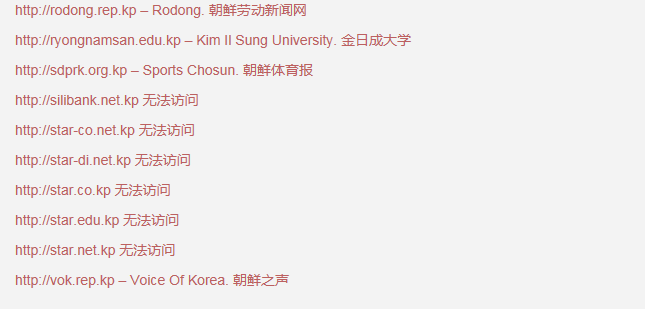 http://rodong.rep.kp – Rodong. 朝鲜劳动新闻网
http://ryongnamsan.edu.kp – Kim Il Sung University. 金日成大学
http://sdprk.org.kp – Sports Chosun. 朝鲜体育报
http://silibank.net.kp 无法访问
http://star-co.net.kp 无法访问
http://star-di.net.kp 无法访问
http://star.co.kp 无法访问
http://star.edu.kp 无法访问
http://star.net.kp 无法访问
http://vok.rep.kp – Voice Of Korea. 朝鲜之声